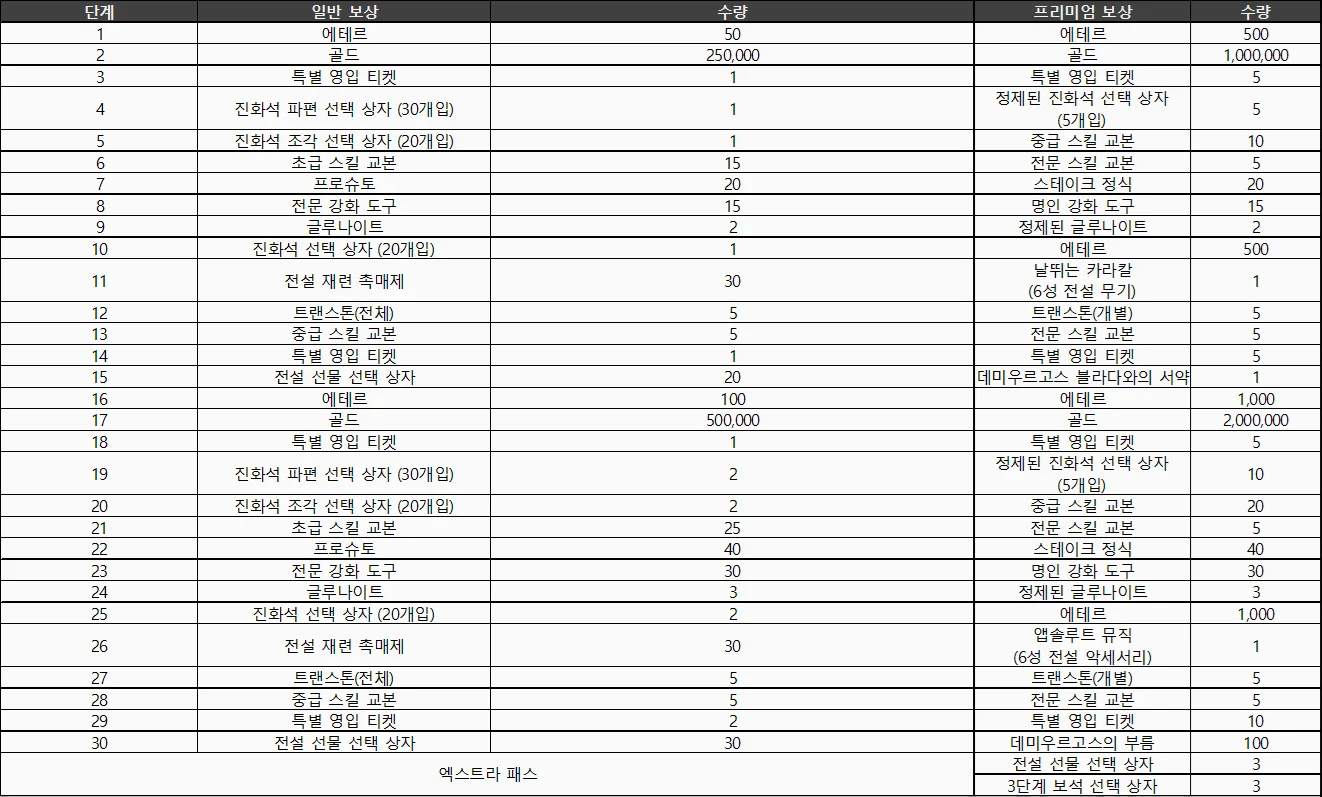 단계 일반 보상 수량 프리미엄 보상 수량
1 에테르 50 에테르 500
2 골드 250,000 골드 1,000,000
3 특별 영입 티켓 1 특별 영입 티켓 5
4 진화석 파편 선택 상자 (30개입) 1 정제된 진화석 선택 상자
(5개입) 5
5 진화석 조각 선택 상자 (20개입) 1 중급 스킬 교본 10
6 초급 스킬 교본 15 전문 스킬 교본 5
7 프로슈토 20 스테이크 정식 20
8 전문 강화 도구 15 명인 강화 도구 15
9 글루나이트 2 정제된 글루나이트 2
10 진화석 선택 상자 (20개입) 1 에테르 500
11 전설 재련 촉매제 30 날뛰는 카라칼
(6성 전설 무기) 1
12 트랜스톤(전체) 5 트랜스톤(개별) 5
13 중급 스킬 교본 5 전문 스킬 교본 5
14 특별 영입 티켓 1 특별 영입 티켓 5
15 전설 선물 선택 상자 20 데미우르고스 블라다와의 서약 1
16 에테르 100 에테르 1,000
17 골드 500,000 골드 2,000,000
18 특별 영입 티켓 1 특별 영입 티켓 5
19 진화석 파편 선택 상자 (30개입) 2 정제된 진화석 선택 상자
(5개입) 10
20 진화석 조각 선택 상자 (20개입) 2 중급 스킬 교본 20
21 초급 스킬 교본 25 전문 스킬 교본 5
22 프로슈토 40 스테이크 정식 40
23 전문 강화 도구 30 명인 강화 도구 30
24 글루나이트 3 정제된 글루나이트 3
25 진화석 선택 상자 (20개입) 2 에테르 1,000
26 전설 재련 촉매제 30 앱솔루트 뮤직
(6성 전설 악세서리) 1
27 트랜스톤(전체) 5 트랜스톤(개별) 5
28 중급 스킬 교본 5 전문 스킬 교본 5
29 특별 영입 티켓 2 특별 영입 티켓 10
30 전설 선물 선택 상자 30 데미우르고스의 부름 100
엑스트라 패스 전설 선물 선택 상자 3
3단계 보석 선택 상자 3